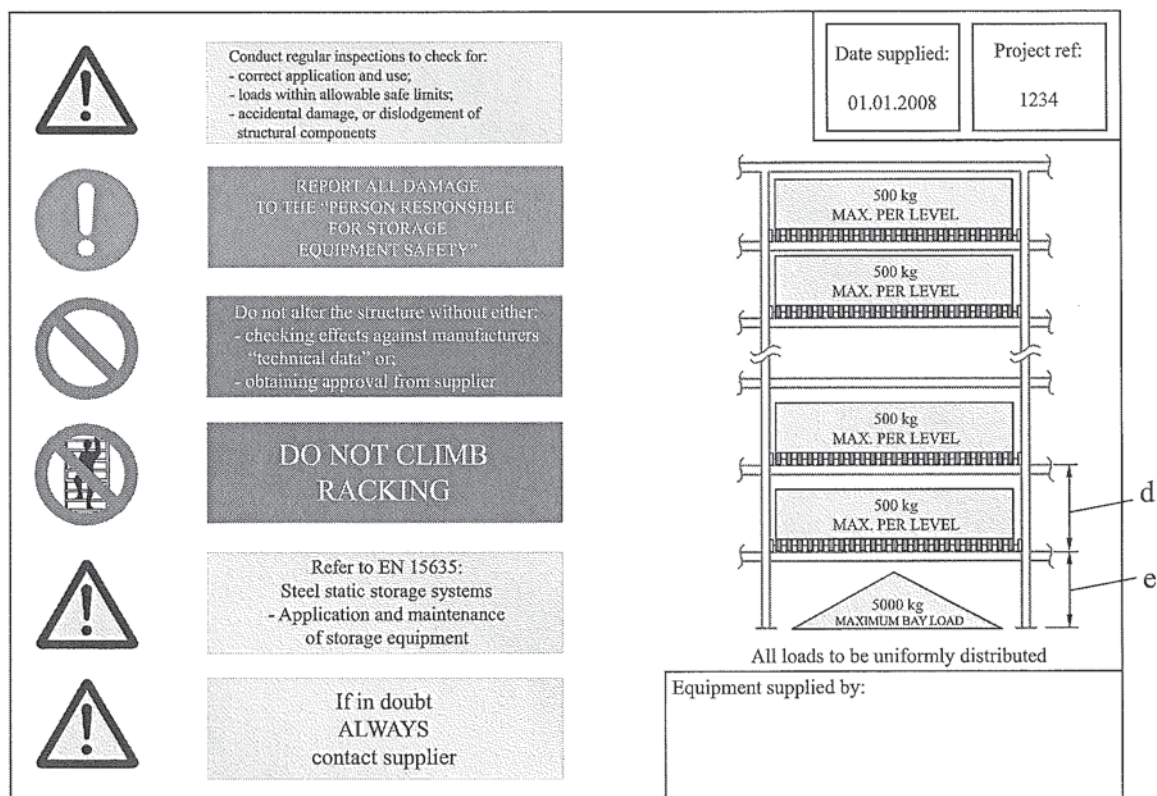 Conduct regular inspections to check for:
- correct application and use;
- loads within allowable safe limits;
- accidental damage, or dislodgement of
structural components
REPORT ALL DAMAGE
TO THE “PERSON RESPONSIBLE
FOR STORAGE
EQUIPMENT SAFETY”
Do not alter the structure without either:
- checking effects against manufacturers
“technical data” or;
- obtaining approval from supplier
DO NOT CLIMB
RACKING
Refer to EN 15635:
Steel static storage systems
- Application and maintenance
of storage equipment
If in doubt
ALWAYS
contact supplier
Date supplied:
01.01.2008
Project ref:
1234
500 kg
MAX. PER LEVEL
500 kg
MAX. PER LEVEL
500 kg
MAX. PER LEVEL
500 kg
MAX. PER LEVEL
d
e
5000 kg
MAXIMUM BAY LOAD
All loads to be uniformly distributed
Equipment supplied by: